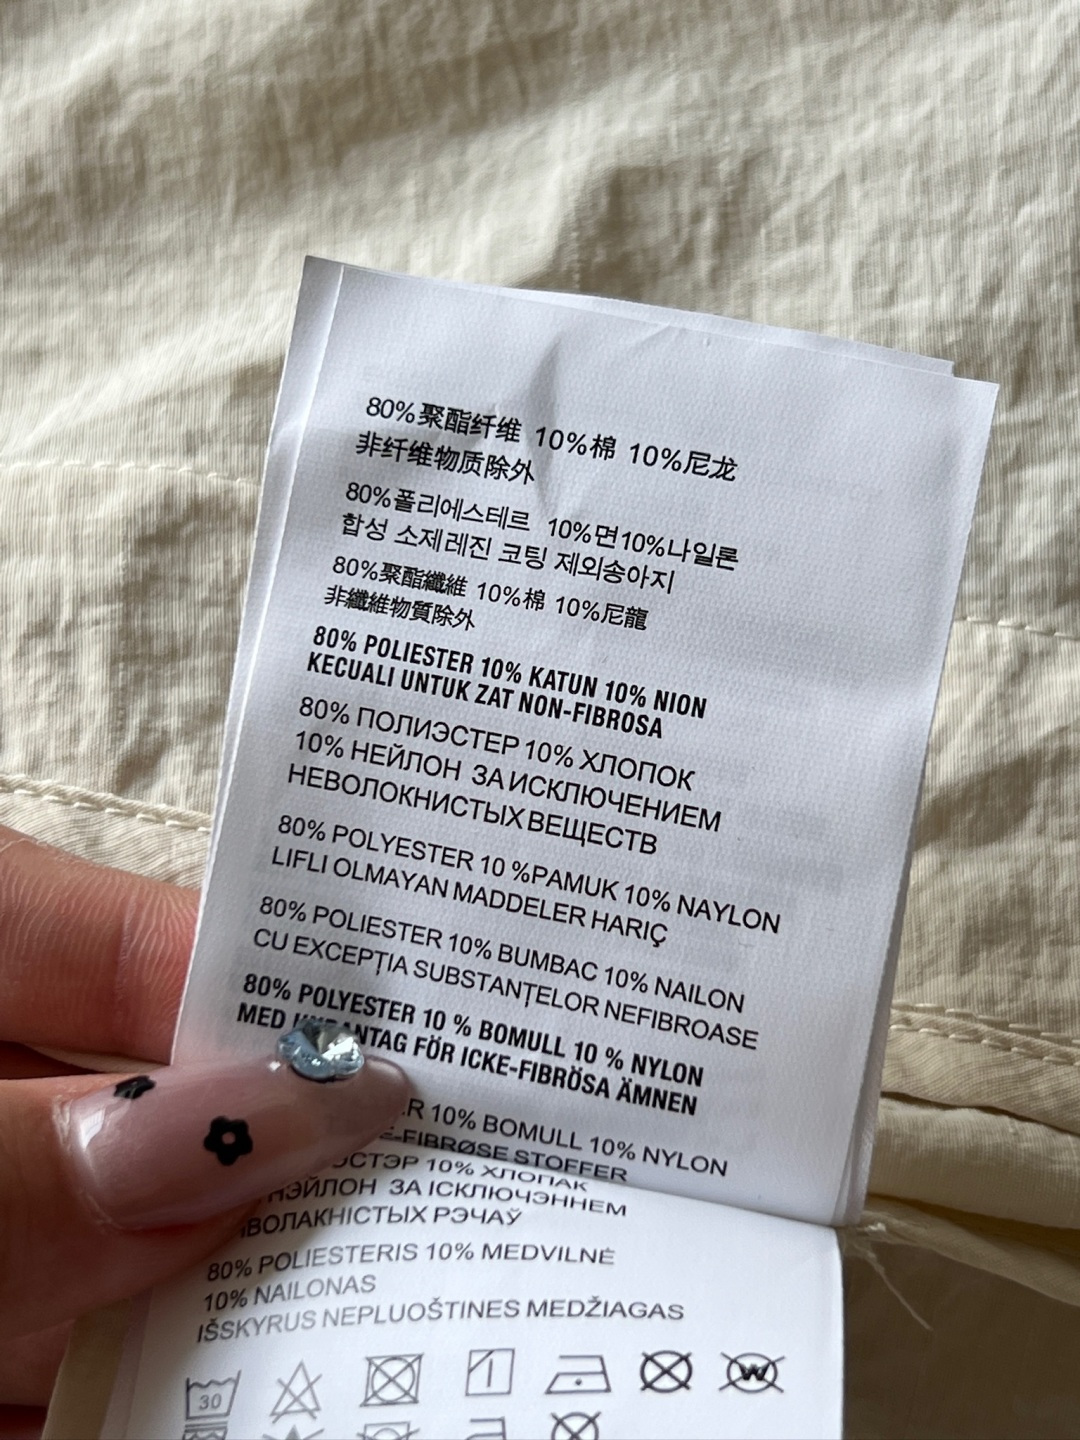 80%聚酯纤维 10%棉 10%尼龙
非纤维物质除外
80%폴리에스테르 10%면10%나일론
합성 소제레진 코팅 제외송아지
80%聚酯纖維 10%棉 10%尼龍
非纖維物質除外
80% POLIESTER 10% KATUN 10% NION
KECUALI UNTUK ZAT NON-FIBROSA
80% ПОЛИЭСТЕР 10% ХЛОПОК
10% НЕЙЛОН ЗА ИСКЛЮЧЕНИЕМ
НЕВОЛОКНИСТЫХ ВЕЩЕСТВ
80% POLYESTER 10 %PAMUK 10% NAYLON
LIFLI OLMAYAN MADDELER HARIÇ
80% POLIESTER 10% BUMBAC 10% NAILON
CU EXCEPȚIA SUBSTANȚELOR NEFIBROASE
80% POLYESTER 10 % BOMULL 10 % NYLON
MED FÖR ICKE-FIBRÖSA ÄMNEN
10% BOMULL 10% NYLON
STOFFER
10% ХЛОПАК
ЗА ІСКЛЮЧЭННЕМ
РЭЧАЎ
80% POLIESTERIS 10% MEDVILNĖ
10% NAILONAS
IŠSKYRUS NEPLUOŠTINES MEDŽIAGAS
30
W